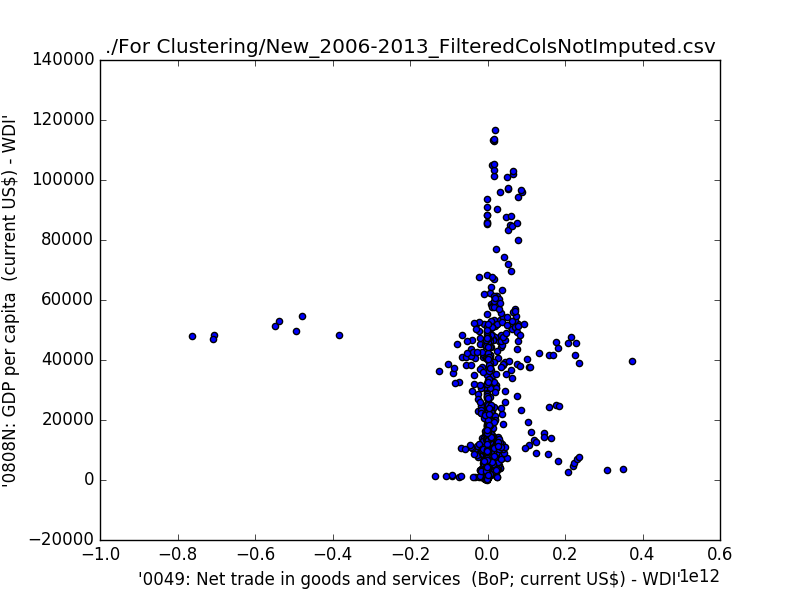 ./For Clustering/New_2006-2013_FilteredColsNotImputed.csv
140000
120000
100000
80000
60000
40000
20000
0
−20000
'0808N: GDP per capita  (current US$) - WDI'
−1.0 −0.8 −0.6 −0.4 −0.2 0.0 0.2 0.4 0.6
1e12
'0049: Net trade in goods and services  (BoP; current US$) - WDI'